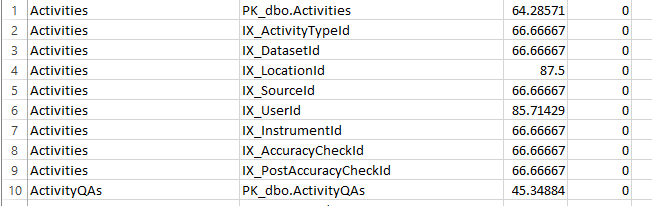 1 Activities PK_dbo.Activities 64.28571 0
2 Activities IX_ActivityTypeId 66.66667 0
3 Activities IX_DatasetId 66.66667 0
4 Activities IX_LocationId 87.5 0
5 Activities IX_SourceId 66.66667 0
6 Activities IX_UserId 85.71429 0
7 Activities IX_InstrumentId 66.66667 0
8 Activities IX_AccuracyCheckId 66.66667 0
9 Activities IX_PostAccuracyCheckId 66.66667 0
10 ActivityQAs PK_dbo.ActivityQAs 45.34884 0